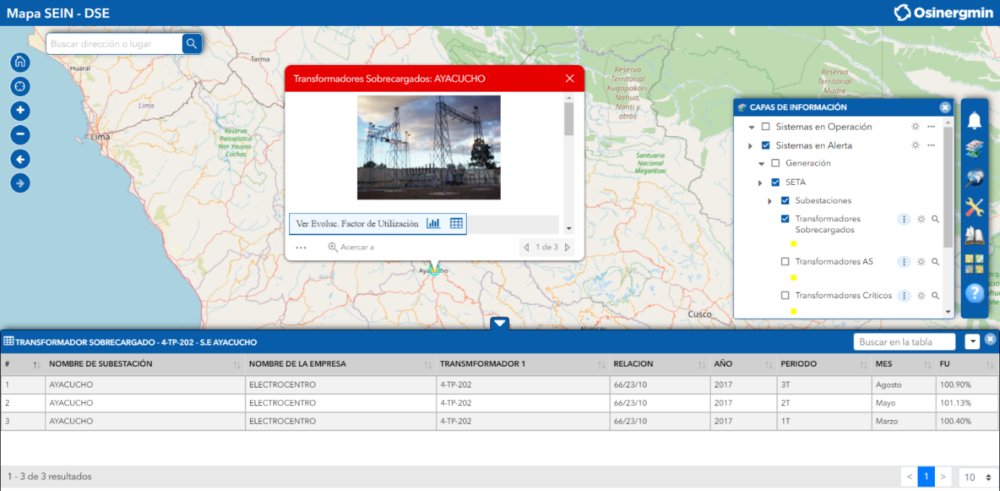 Mapa SEIN - DSE
Osinergmin
Buscar dirección o lugar
Tarma
Huaral
Lima
Lima
Reserva
Paisajística
Nor Yauyos-
Cochas
Reserva
Territorial
Kugapakori,
Nahua,
Nanti y
otros
Reserva
Territorial
Madre
Santuario
Nacional
Megantoni
Cusco
Abancay
Transformadores Sobrecargados: AYACUCHO
Ver Evoluc. Factor de Utilización
Acercar a
1 de 3
CAPAS DE INFORMACIÓN
Sistemas en Operación
Sistemas en Alerta
Generación
SETA
Subestaciones
Transformadores
Sobrecargados
Transformadores AS
Transformadores Críticos
TRANSFORMADOR SOBRECARGADO - 4-TP-202 - S.E AYACUCHO
Buscar en la tabla
# NOMBRE DE SUBESTACIÓN NOMBRE DE LA EMPRESA TRANSMFORMADOR 1 RELACION AÑO PERIODO MES FU
1 AYACUCHO ELECTROCENTRO 4-TP-202 66/23/10 2017 3T Agosto 100.90%
2 AYACUCHO ELECTROCENTRO 4-TP-202 66/23/10 2017 2T Mayo 101.13%
3 AYACUCHO ELECTROCENTRO 4-TP-202 66/23/10 2017 1T Marzo 100.40%
1 - 3 de 3 resultados
< 1 > 10